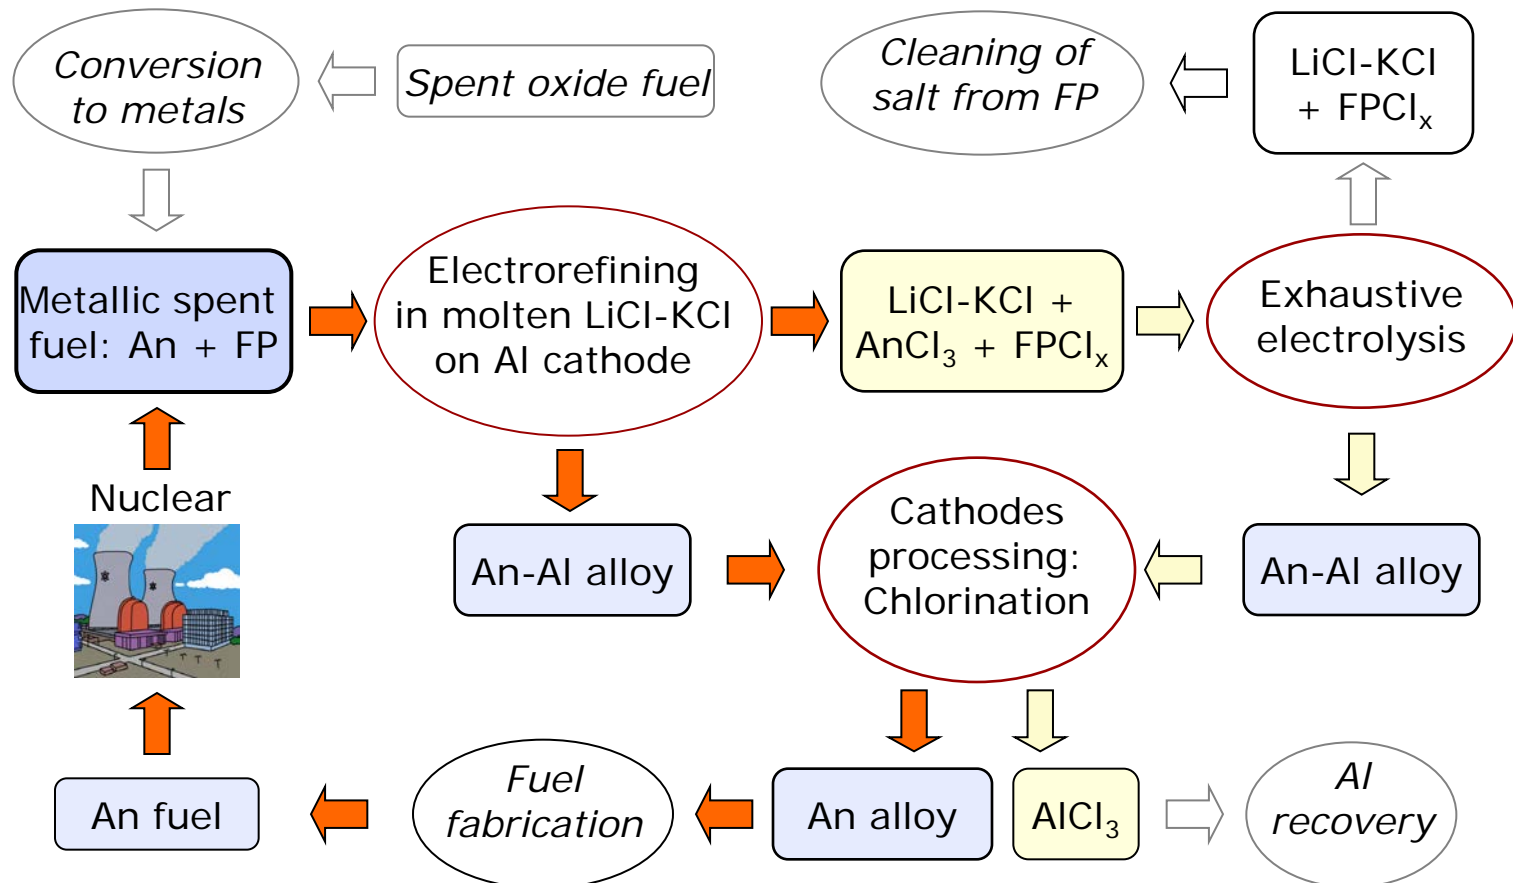 Conversion
to metals
Spent oxide fuel
Cleaning of
salt from FP
LiCl-KCl
+ FPClₓ
Metallic spent
fuel: An + FP
Electrorefining
in molten LiCl-KCl
on Al cathode
LiCl-KCl +
AnCl₃ + FPClₓ
Exhaustive
electrolysis
Nuclear
An-Al alloy
Cathodes
processing:
Chlorination
An-Al alloy
An fuel
Fuel
fabrication
An alloy
AlCl₃
Al
recovery